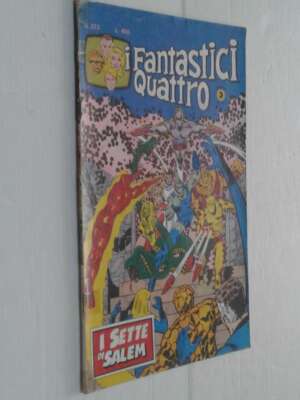 i Fantastici
Quattro
I SETTE
DI SALEM